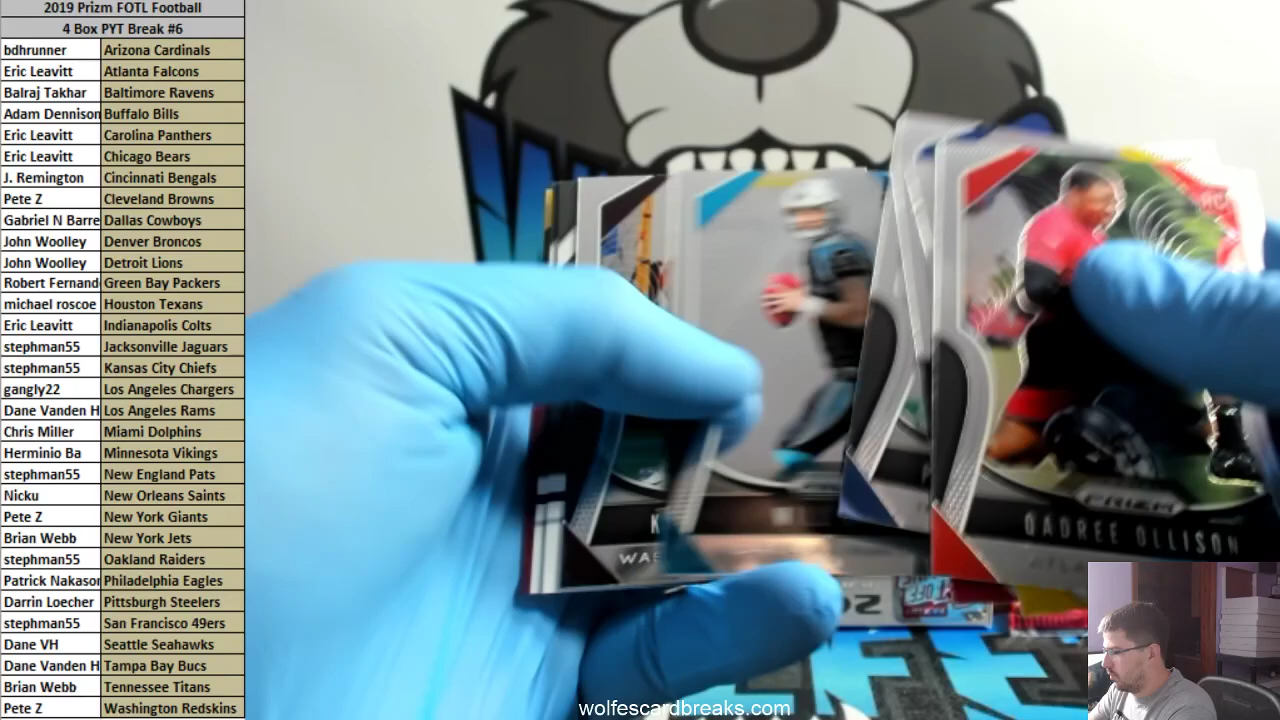 2019 Prizm FOTL Football
4 Box PYT Break #6
bdhrunner Arizona Cardinals
Eric Leavitt Atlanta Falcons
Balraj Takhar Baltimore Ravens
Adam Dennison Buffalo Bills
Eric Leavitt Carolina Panthers
Eric Leavitt Chicago Bears
J. Remington Cincinnati Bengals
Pete Z Cleveland Browns
Gabriel N Barre Dallas Cowboys
John Woolley Denver Broncos
John Woolley Detroit Lions
Robert Fernand Green Bay Packers
michael roscoe Houston Texans
Eric Leavitt Indianapolis Colts
stephman55 Jacksonville Jaguars
stephman55 Kansas City Chiefs
gangly22 Los Angeles Chargers
Dane Vanden H Los Angeles Rams
Chris Miller Miami Dolphins
Herminio Ba Minnesota Vikings
stephman55 New England Pats
Nicku New Orleans Saints
Pete Z New York Giants
Brian Webb New York Jets
stephman55 Oakland Raiders
Patrick Nakason Philadelphia Eagles
Darrin Loecher Pittsburgh Steelers
stephman55 San Francisco 49ers
Dane VH Seattle Seahawks
Dane Vanden H Tampa Bay Bucs
Brian Webb Tennessee Titans
Pete Z Washington Redskins
PRIZM
QADREE OLLISON
WAS
wolfescardbreaks.com